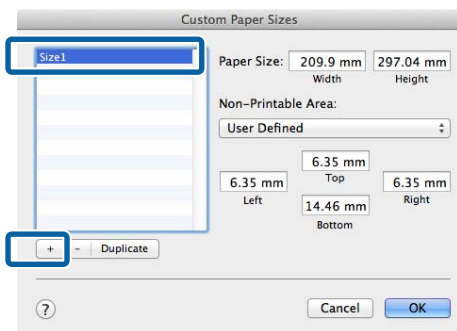 Custom Paper Sizes
Size1
Paper Size: 209.9 mm 297.04 mm
Width Height
Non-Printable Area:
User Defined
6.35 mm
Top
6.35 mm 6.35 mm
Left Right
14.46 mm
Bottom
+ - Duplicate
? Cancel OK